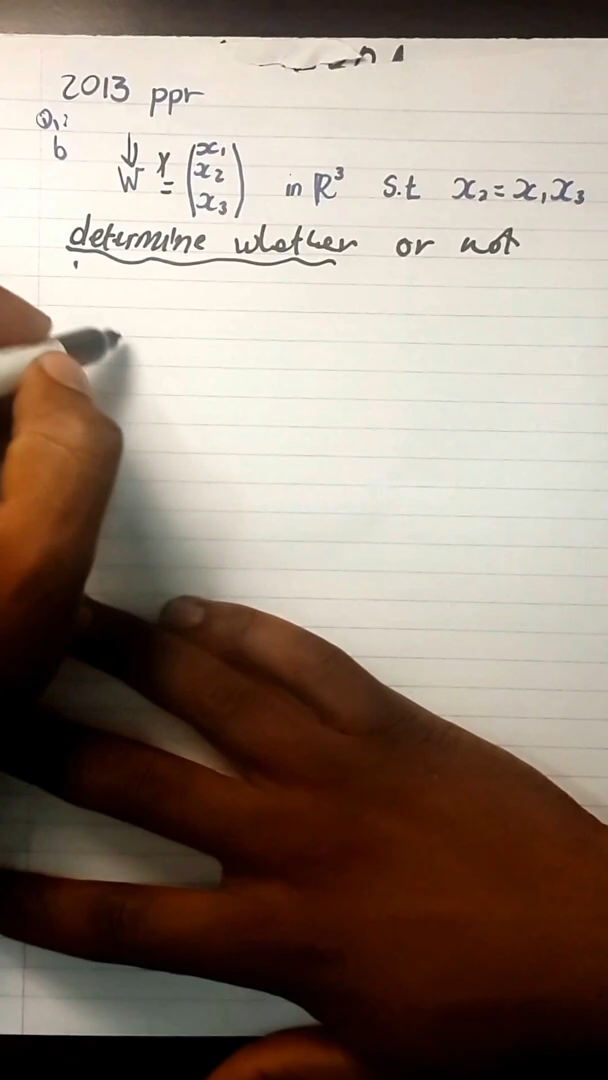 2013 ppr
Q1:
b W x = (x1 x2 x3) in ℝ³ s.t x2 = x1x3
determine whether or not